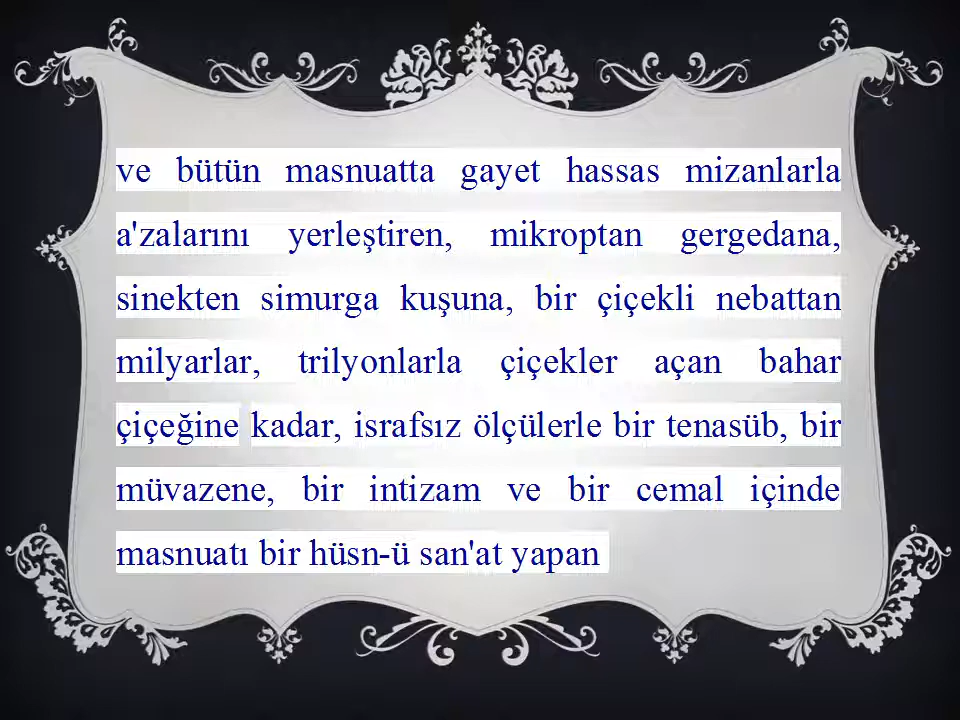 ve bütün masnuatta gayet hassas mizanlarla
a'zalarını yerleştiren, mikroptan gergedana,
sinekten simurga kuşuna, bir çiçekli nebattan
milyarlar, trilyonlarla çiçekler açan bahar
çiçeğine kadar, israfsız ölçülerle bir tenasüb, bir
müvazene, bir intizam ve bir cemal içinde
masnuatı bir hüsn-ü san'at yapan